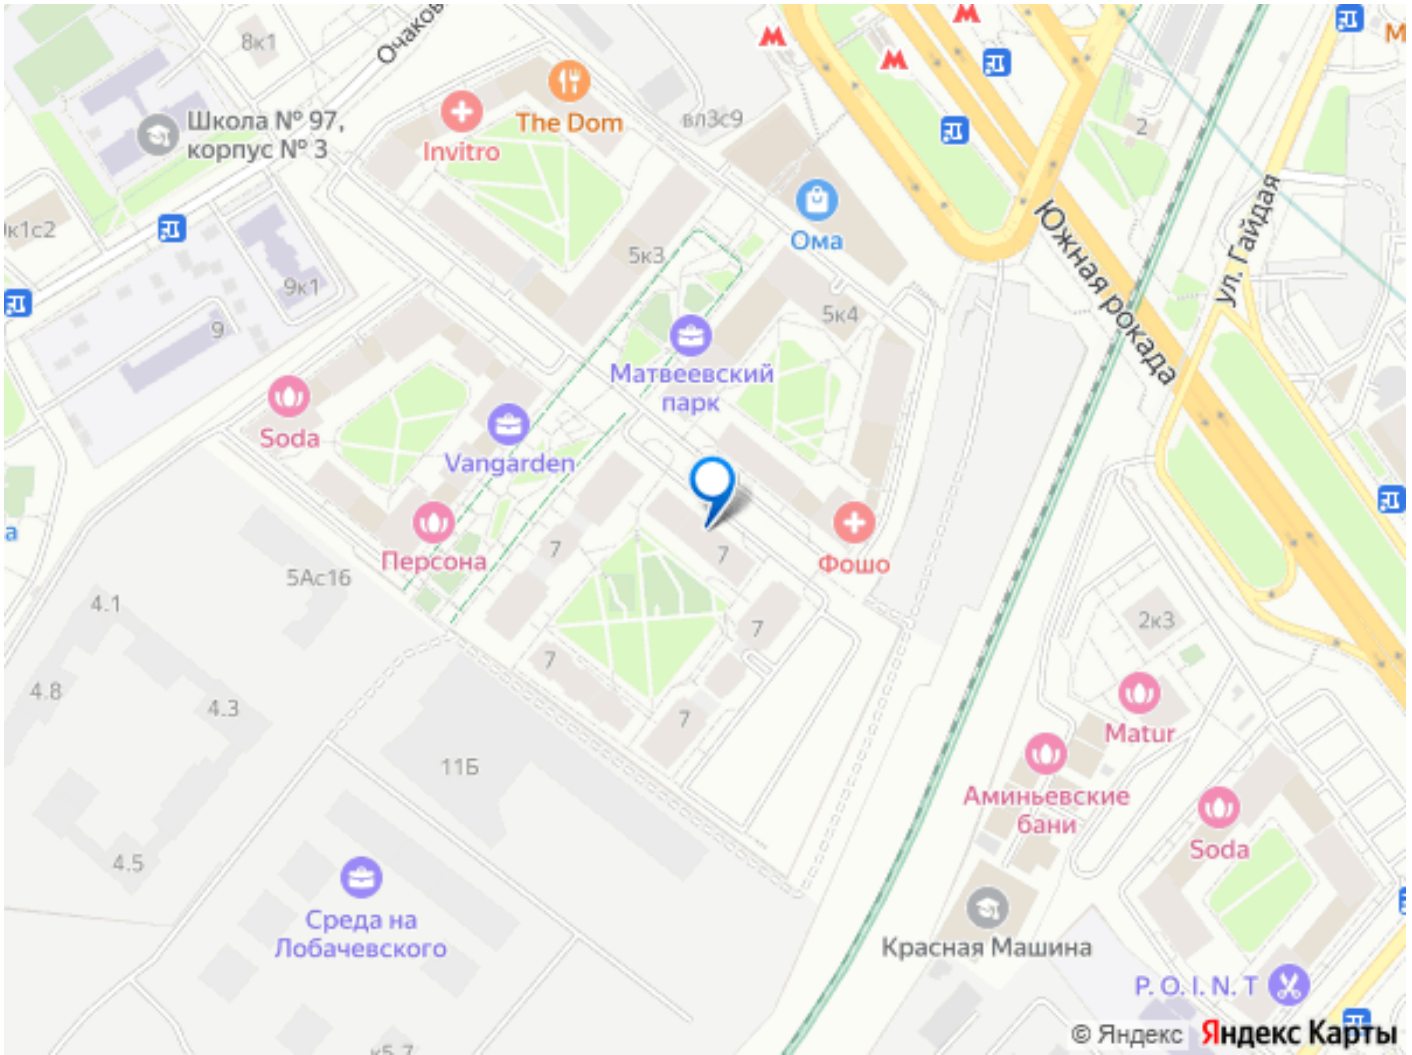 8к1
Очаков
М
М
М
Школа № 97,
корпус № 3
The Dom
Invitro
вл3с9
2
к1с2
Ома
Южная рокада
ул. Гайдая
5к3
9к1
9
5к4
Матвеевский
парк
Soda
Vangarden
Персона
Фошо
а
7
7
5Ас16
4.1
7
7
2к3
4.8
4.3
7
Matur
11Б
Аминьевские
бани
Soda
4.5
Среда на
Лобачевского
Красная Машина
P.O.I.N.T
© Яндекс Яндекс Карты